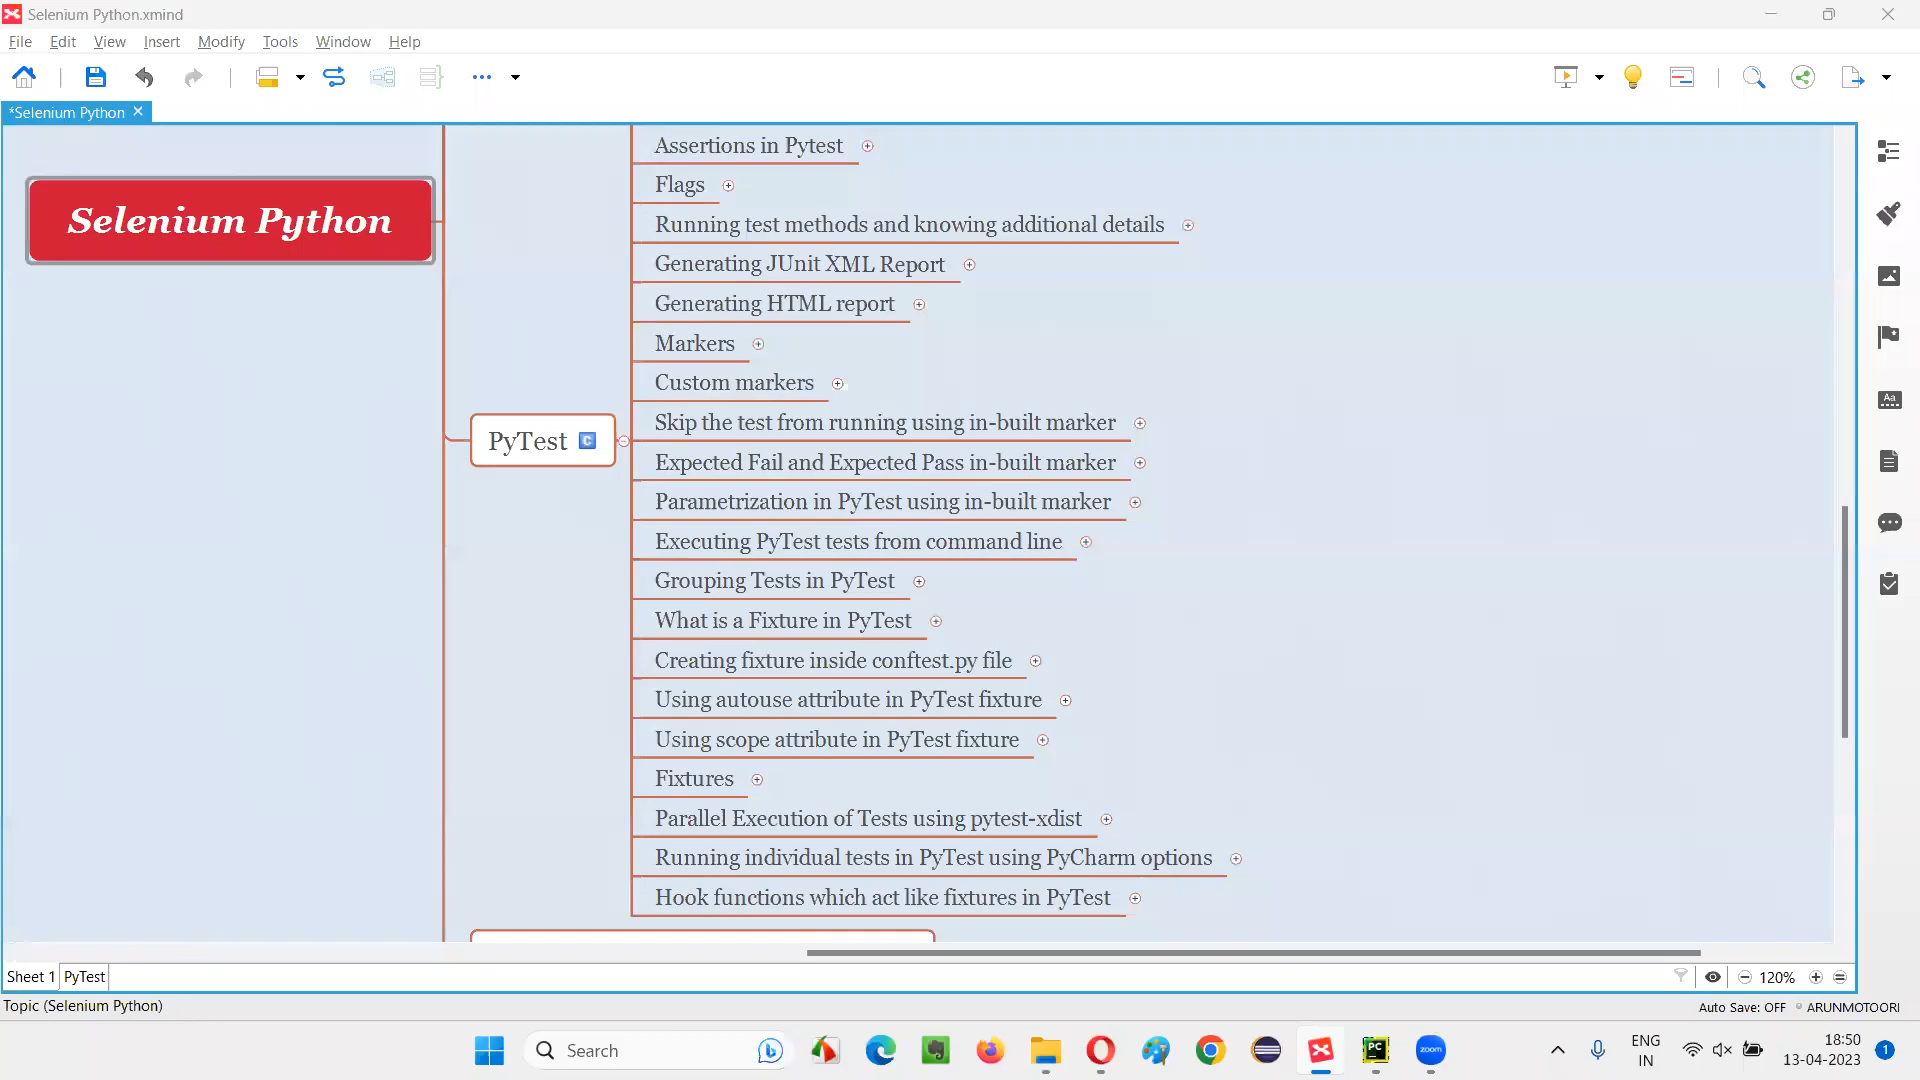 Selenium Python.xmind
File Edit View Insert Modify Tools Window Help
*Selenium Python
Assertions in Pytest
Flags
Selenium Python
Running test methods and knowing additional details
Generating JUnit XML Report
Generating HTML report
Markers
Custom markers
Skip the test from running using in-built marker
PyTest C
Expected Fail and Expected Pass in-built marker
Parametrization in PyTest using in-built marker
Executing PyTest tests from command line
Grouping Tests in PyTest
What is a Fixture in PyTest
Creating fixture inside conftest.py file
Using autouse attribute in PyTest fixture
Using scope attribute in PyTest fixture
Fixtures
Parallel Execution of Tests using pytest-xdist
Running individual tests in PyTest using PyCharm options
Hook functions which act like fixtures in PyTest
Aa
Sheet 1 PyTest
120%
Topic (Selenium Python)
Auto Save: OFF ARUNMOTOORI
Search
PC
zoom
ENG
IN
18:50
13-04-2023
1